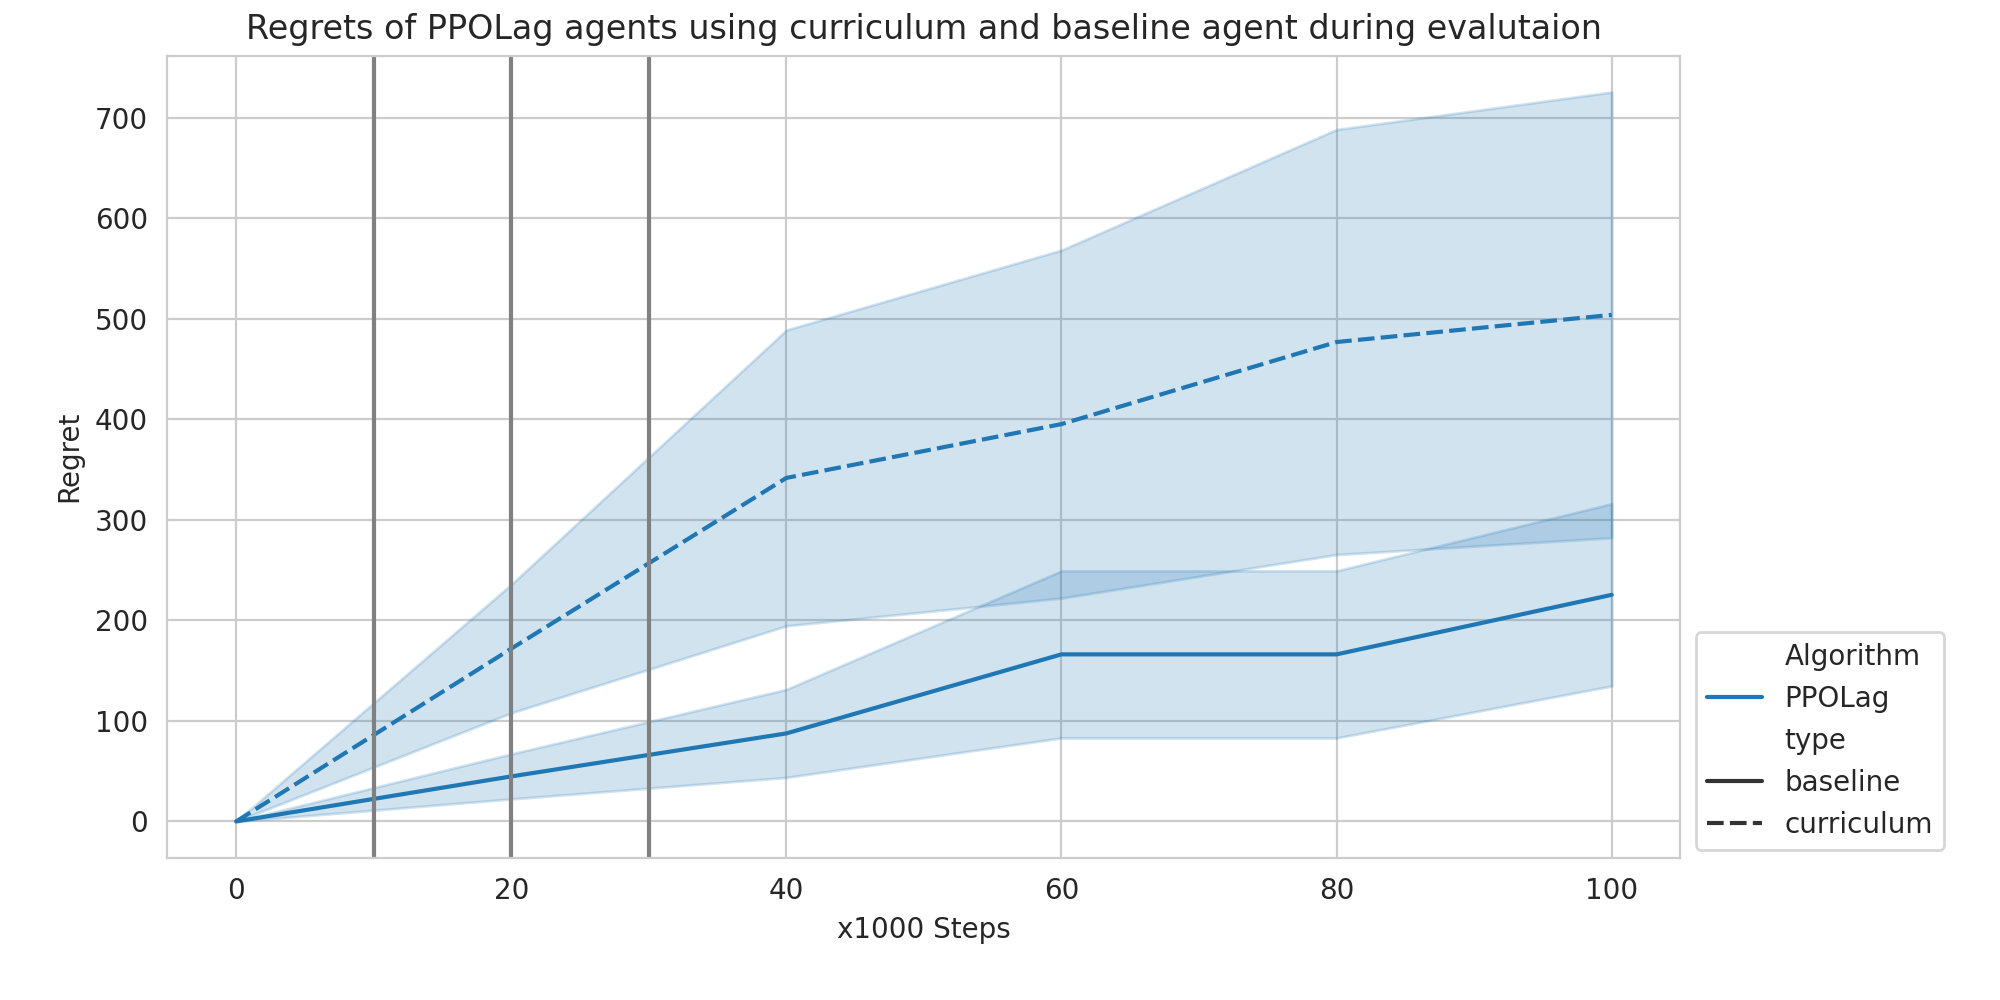 Regrets of PPOLag agents using curriculum and baseline agent during evalutaion
700
600
500
400
300
200
100
0
Regret
0 20 40 60 80 100
x1000 Steps
Algorithm
PPOLag
type
baseline
curriculum